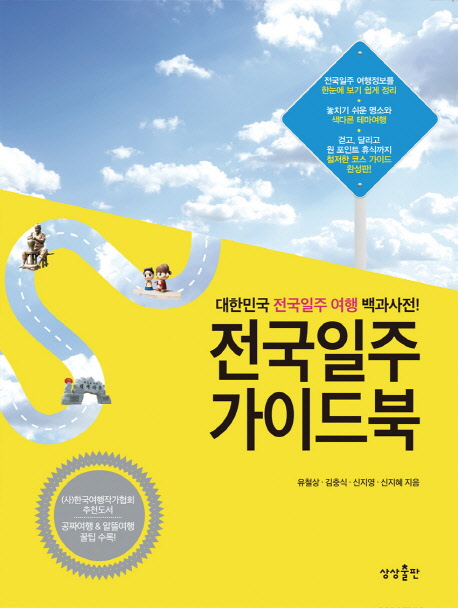 전국일주 여행정보를
한눈에 보기 쉽게 정리
놓치기 쉬운 명소와
색다른 테마여행
걷고, 달리고
원 포인트 휴식까지
철저한 코스 가이드
완성판!
대한민국 전국일주 여행 백과사전!
전국일주
가이드북
유철상 · 김충식 · 신지영 · 신지혜 지음
(사)한국여행작가협회
추천도서
공짜여행 & 알뜰여행
꿀팁 수록!
상상출판